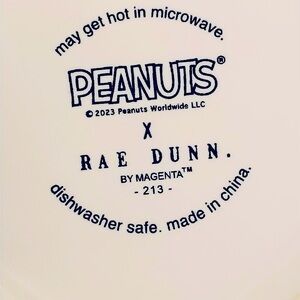 may get hot in microwave.
PEANUTS®
© 2023 Peanuts Worldwide LLC
X
RAE DUNN.
BY MAGENTA™
- 213 -
dishwasher safe. made in china.